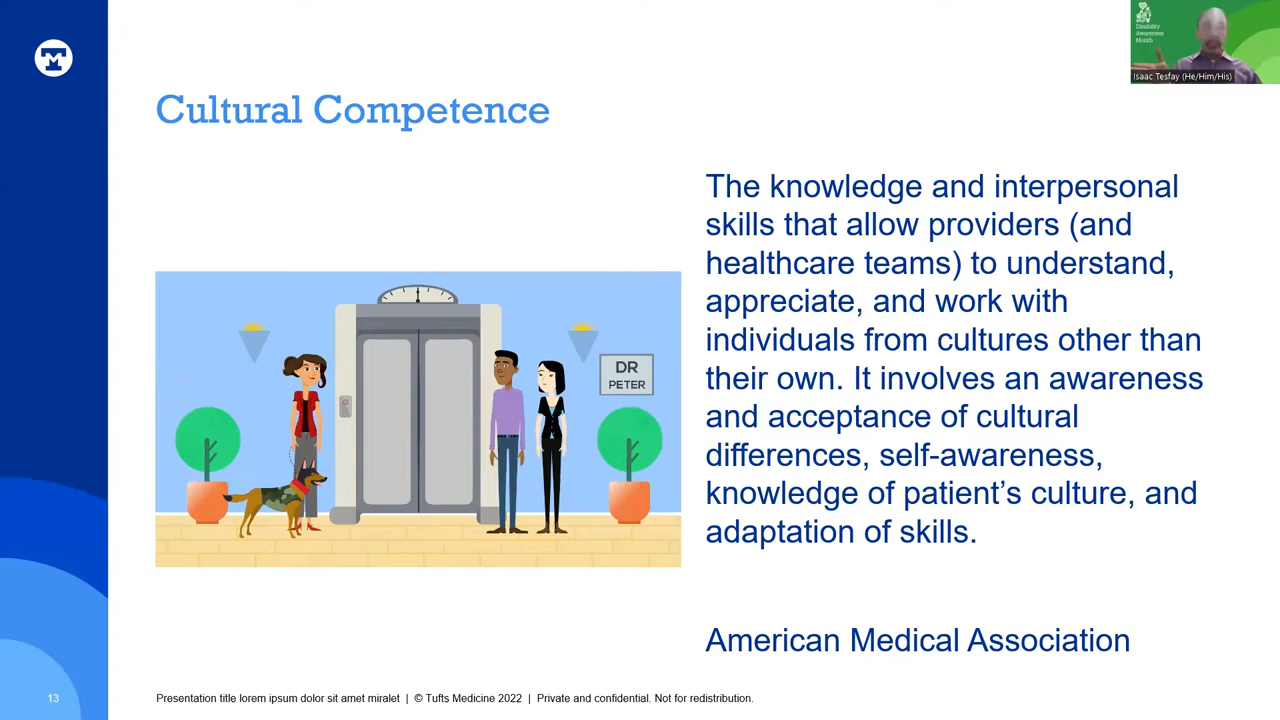 Disability
Awareness
Month
Isaac Tesfay (He/Him/His)
Cultural Competence
The knowledge and interpersonal
skills that allow providers (and
healthcare teams) to understand,
appreciate, and work with
individuals from cultures other than
their own. It involves an awareness
and acceptance of cultural
differences, self-awareness,
knowledge of patient’s culture, and
adaptation of skills.
DR
PETER
American Medical Association
13
Presentation title lorem ipsum dolor sit amet miralet | © Tufts Medicine 2022 | Private and confidential. Not for redistribution.